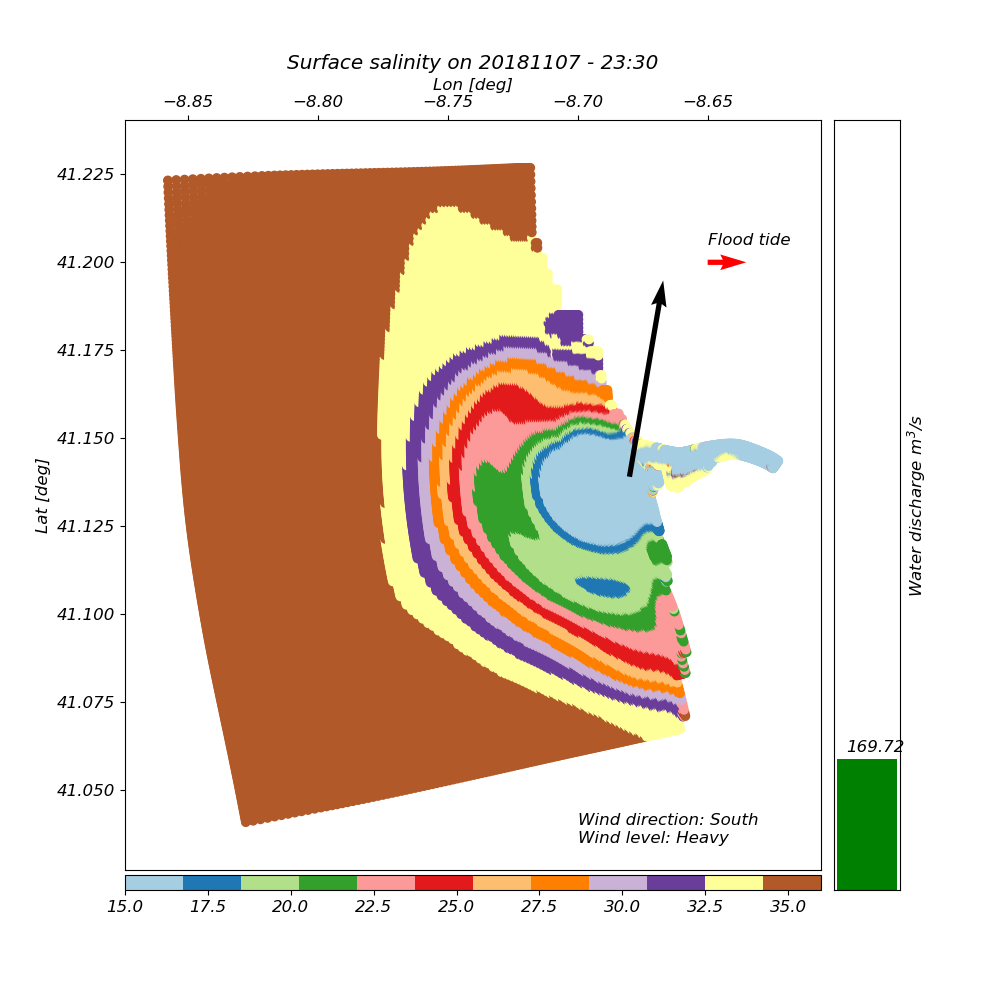 Surface salinity on 20181107 - 23:30
Lon [deg]
−8.85 −8.80 −8.75 −8.70 −8.65
41.225
41.200
41.175
41.150
41.125
41.100
41.075
41.050
Lat [deg]
Flood tide
Wind direction: South
Wind level: Heavy
169.72
Water discharge m³/s
15.0 17.5 20.0 22.5 25.0 27.5 30.0 32.5 35.0